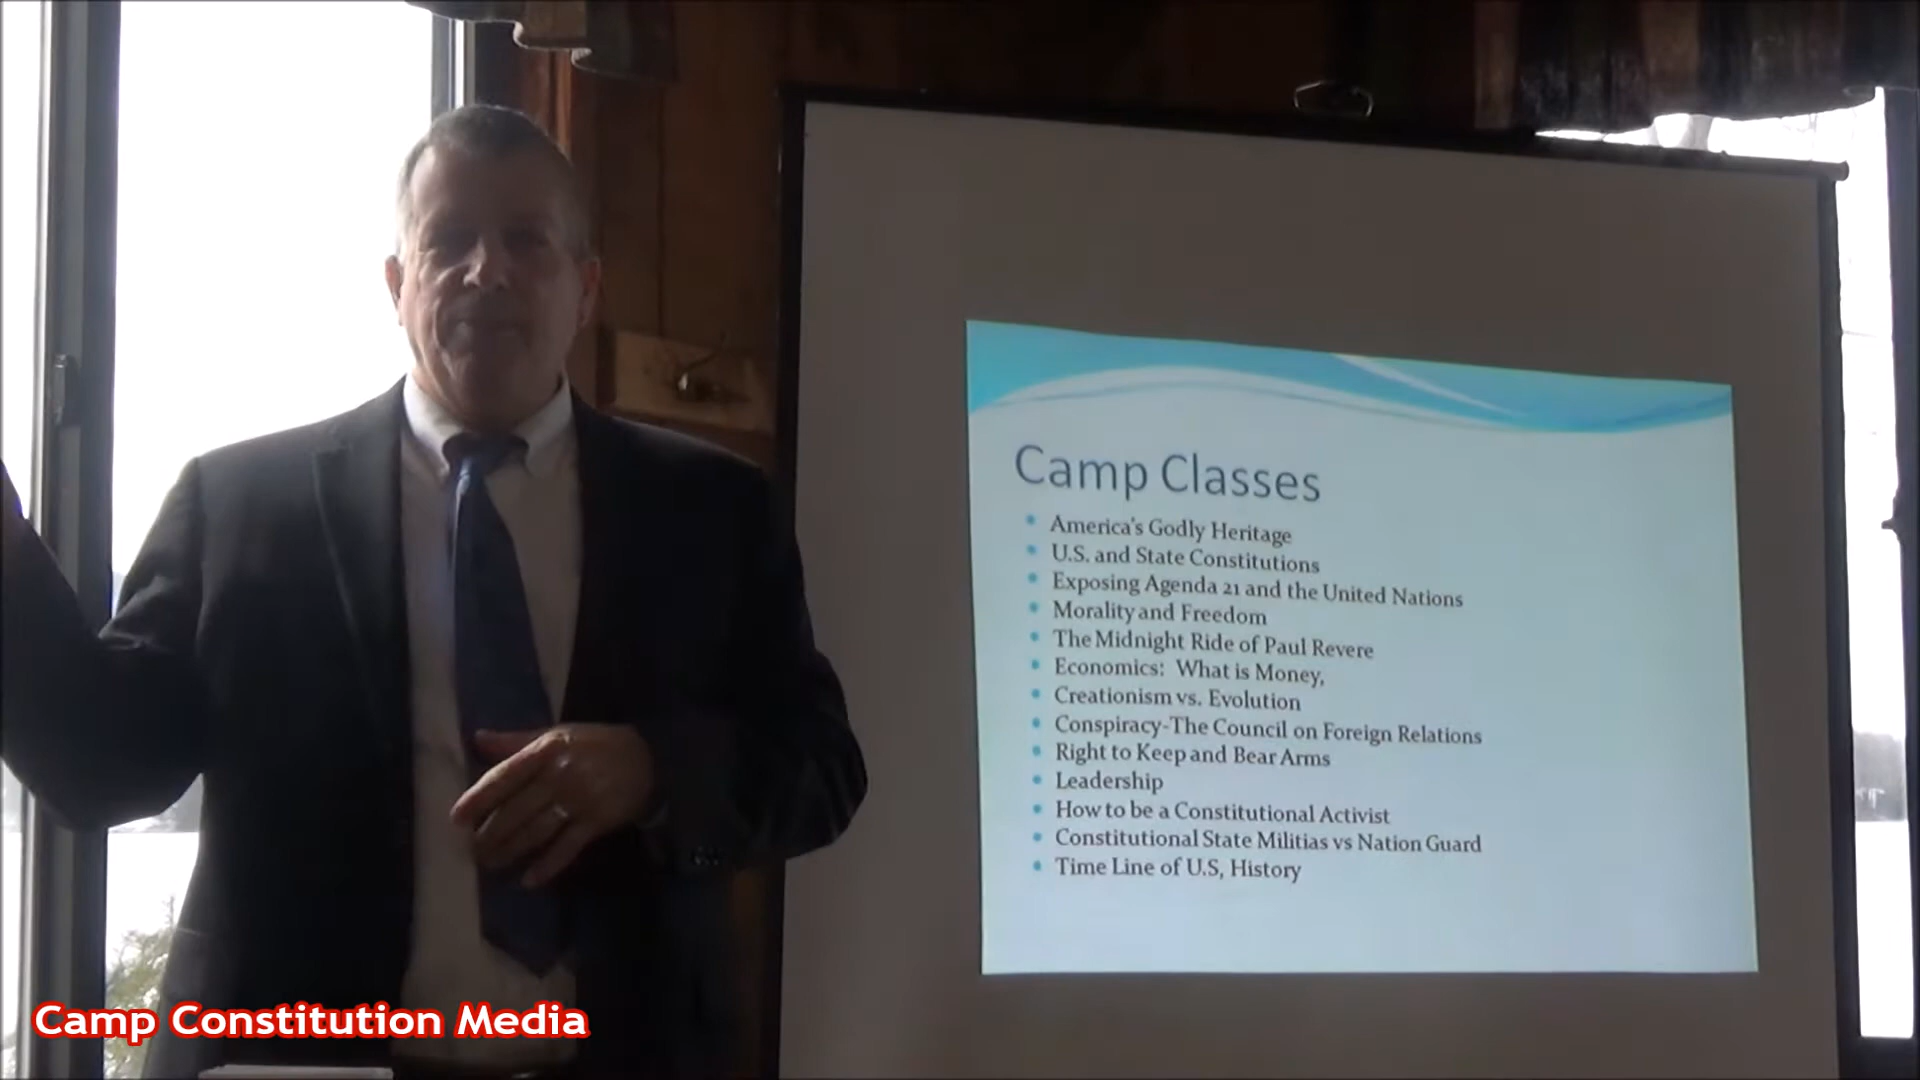 Camp Classes
America's Godly Heritage
U.S. and State Constitutions
Exposing Agenda 21 and the United Nations
Morality and Freedom
The Midnight Ride of Paul Revere
Economics: What is Money,
Creationism vs. Evolution
Conspiracy-The Council on Foreign Relations
Right to Keep and Bear Arms
Leadership
How to be a Constitutional Activist
Constitutional State Militias vs Nation Guard
Time Line of U.S, History
Camp Constitution Media